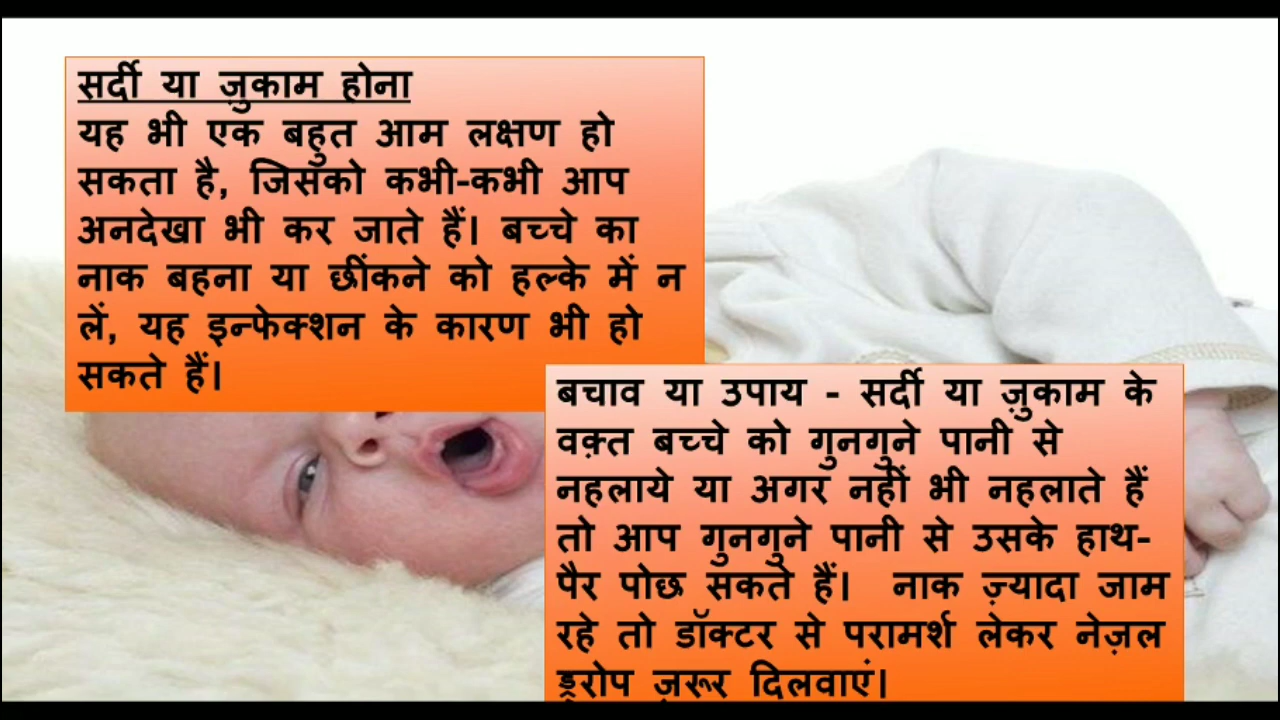 सर्दी या ज़ुकाम होना
यह भी एक बहुत आम लक्षण हो
सकता है, जिसको कभी-कभी आप
अनदेखा भी कर जाते हैं। बच्चे का
नाक बहना या छींकने को हल्के में न
लें, यह इन्फेक्शन के कारण भी हो
सकते हैं।
बचाव या उपाय - सर्दी या ज़ुकाम के
वक़्त बच्चे को गुनगुने पानी से
नहलाये या अगर नहीं भी नहलाते हैं
तो आप गुनगुने पानी से उसके हाथ-
पैर पोछ सकते हैं। नाक ज़्यादा जाम
रहे तो डॉक्टर से परामर्श लेकर नेज़ल
ड्रोप ज़रूर दिलवाएं।